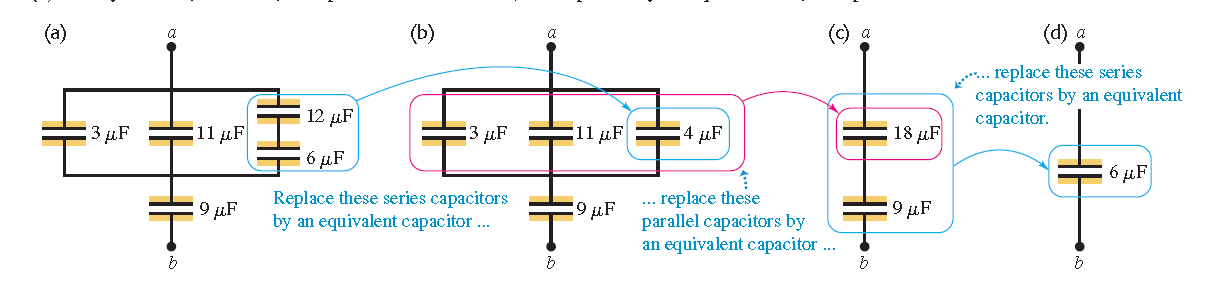 (a)
a
3 μF
11 μF
12 μF
6 μF
9 μF
b
Replace these series capacitors
by an equivalent capacitor ...
(b)
a
3 μF
11 μF
4 μF
9 μF
b
... replace these
parallel capacitors by
an equivalent capacitor ...
(c)
a
18 μF
9 μF
b
... replace these series
capacitors by an equivalent
capacitor.
(d)
a
6 μF
b